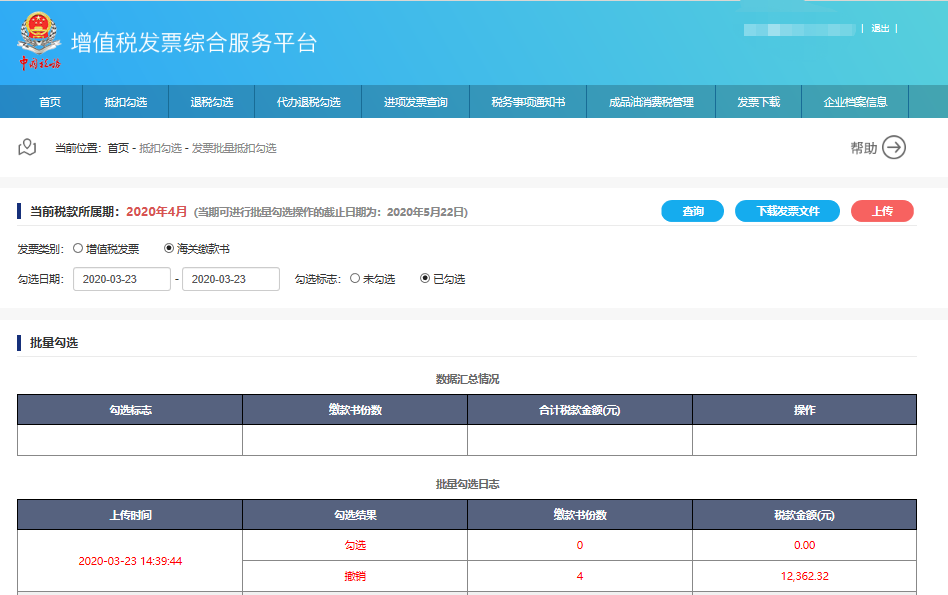 中国税务
增值税发票综合服务平台
| 退出 |
首页 抵扣勾选 退税勾选 代办退税勾选 进项发票查询 税务事项通知书 成品油消费税管理 发票下载 企业档案信息
当前位置：首页 - 抵扣勾选 - 发票批量抵扣勾选
帮助
当前税款所属期：2020年4月 (当期可进行批量勾选操作的截止日期为：2020年5月22日)
查询 下载发票文件 上传
发票类别： 增值税发票 海关缴款书
勾选日期： 2020-03-23 - 2020-03-23 勾选标志： 未勾选 已勾选
批量勾选
数据汇总情况
勾选标志 缴款书份数 合计税款金额(元) 操作
批量勾选日志
上传时间 勾选结果 缴款书份数 税款金额(元)
2020-03-23 14:39:44 勾选 0 0.00
撤销 4 12,362.32